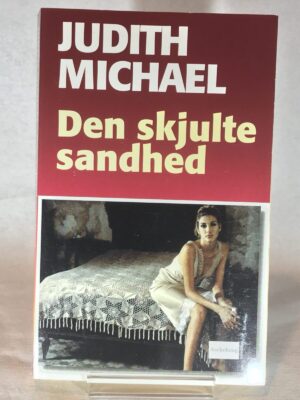 JUDITH
MICHAEL
Den skjulte
sandhed